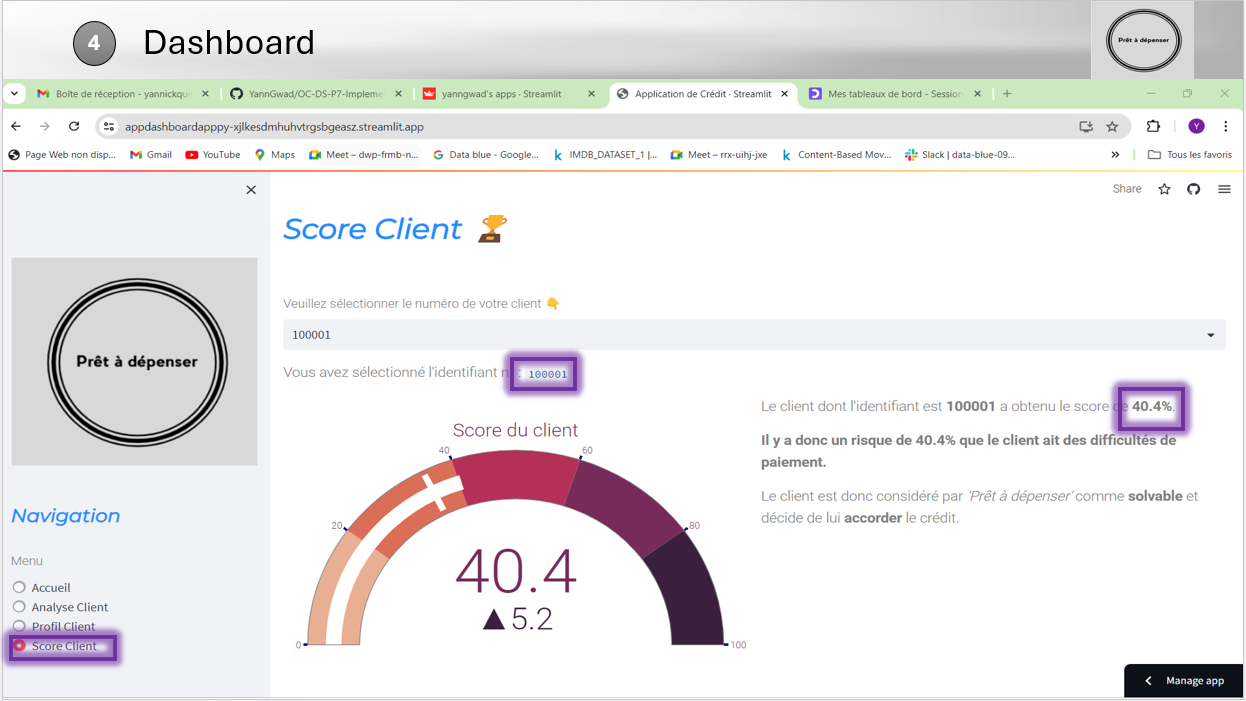 4 Dashboard
Prêt à dépenser
Boîte de réception - yannickque
YannGwad/OC-DS-P7-Impleme
yanngwad's apps · Streamlit
Application de Crédit · Streamlit
Mes tableaux de bord - Session
appdashboardapppy-xjlkesdmhuhvtrgsbgeasz.streamlit.app
Y
Page Web non disp...
Gmail
YouTube
Maps
Meet – dwp-frmb-n...
Data blue - Google...
IMDB_DATASET_1 |...
Meet – rrx-uihj-jxe
Content-Based Mov...
Slack | data-blue-09...
Tous les favoris
Share
Prêt à dépenser
Navigation
Menu
Accueil
Analyse Client
Profil Client
Score Client
Score Client
Veuillez sélectionner le numéro de votre client
100001
Vous avez sélectionné l'identifiant n : 100001
Score du client
0
20
40
60
80
100
40.4
▲5.2
Le client dont l'identifiant est 100001 a obtenu le score de 40.4%.
Il y a donc un risque de 40.4% que le client ait des difficultés de
paiement.
Le client est donc considéré par 'Prêt à dépenser' comme solvable et
décide de lui accorder le crédit.
Manage app